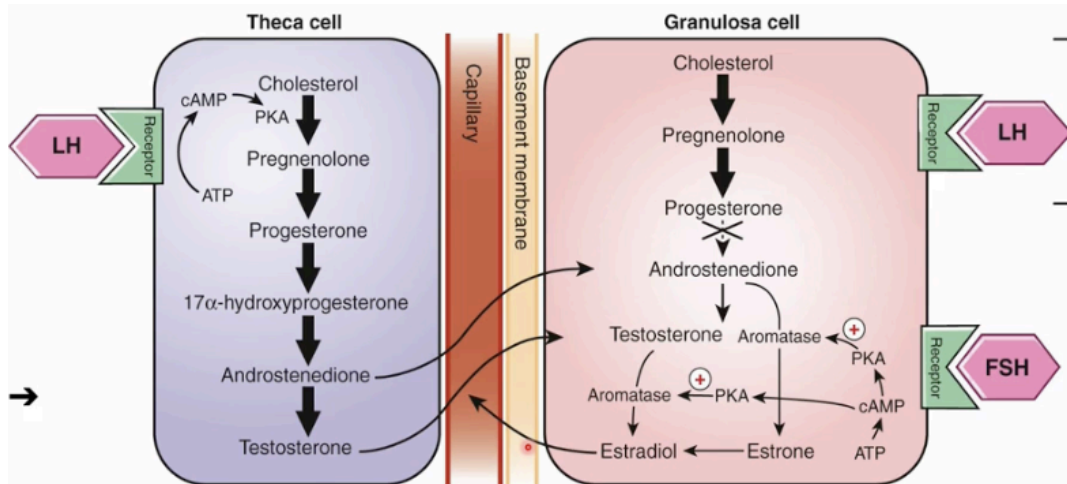 Theca cell
Granulosa cell
Cholesterol
cAMP
PKA
LH
Receptor
Pregnenolone
ATP
Progesterone
17α-hydroxyprogesterone
Androstenedione
Testosterone
Capillary
Basement membrane
Cholesterol
Pregnenolone
Progesterone
Androstenedione
Testosterone
Aromatase
+
PKA
Aromatase
+
PKA
cAMP
Estradiol
Estrone
ATP
Receptor
LH
Receptor
FSH